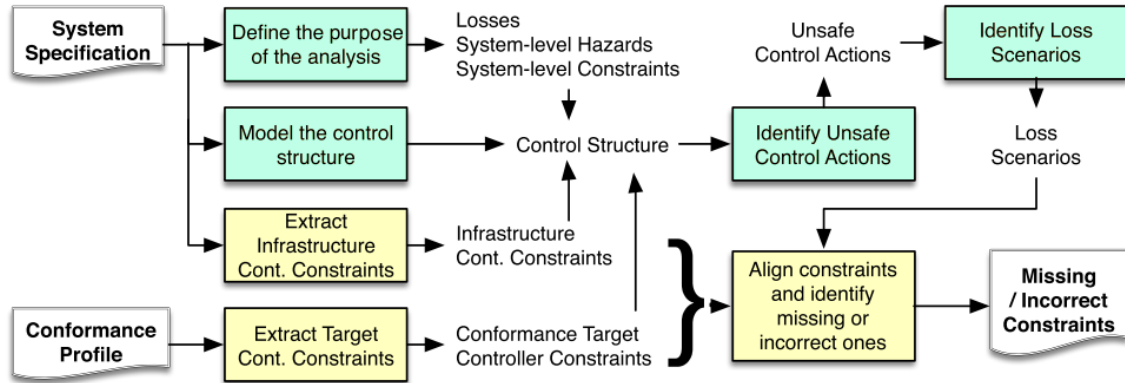 System
Specification
Define the purpose
of the analysis
Losses
System-level Hazards
System-level Constraints
Unsafe
Control Actions
Identify Loss
Scenarios
Model the control
structure
Control Structure
Identify Unsafe
Control Actions
Loss
Scenarios
Extract
Infrastructure
Cont. Constraints
Infrastructure
Cont. Constraints
Align constraints
and identify
missing or
incorrect ones
Missing
/ Incorrect
Constraints
Conformance
Profile
Extract Target
Cont. Constraints
Conformance Target
Controller Constraints